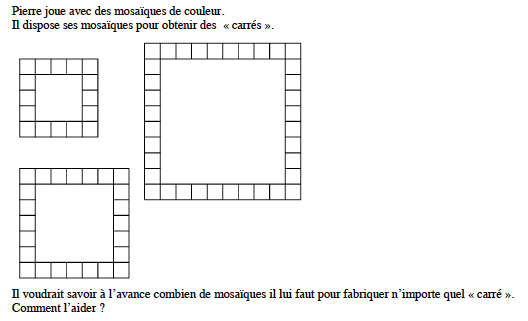 Pierre joue avec des mosaïques de couleur.
Il dispose ses mosaïques pour obtenir des « carrés ».
Il voudrait savoir à l'avance combien de mosaïques il lui faut pour fabriquer n'importe quel « carré ».
Comment l'aider ?